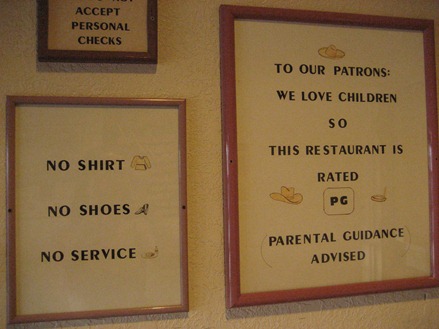 ACCEPT
PERSONAL
CHECKS
NO SHIRT
NO SHOES
NO SERVICE
TO OUR PATRONS:
WE LOVE CHILDREN
SO
THIS RESTAURANT IS
RATED
PG
PARENTAL GUIDANCE
ADVISED